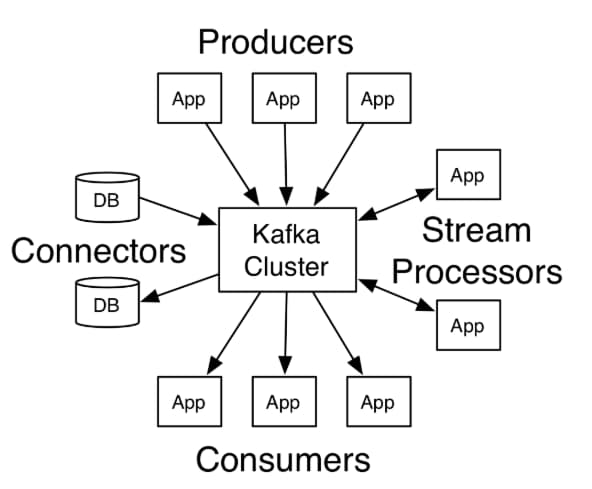 Producers
App
App
App
DB
App
Kafka
Cluster
Connectors
Stream
Processors
DB
App
App
App
App
Consumers